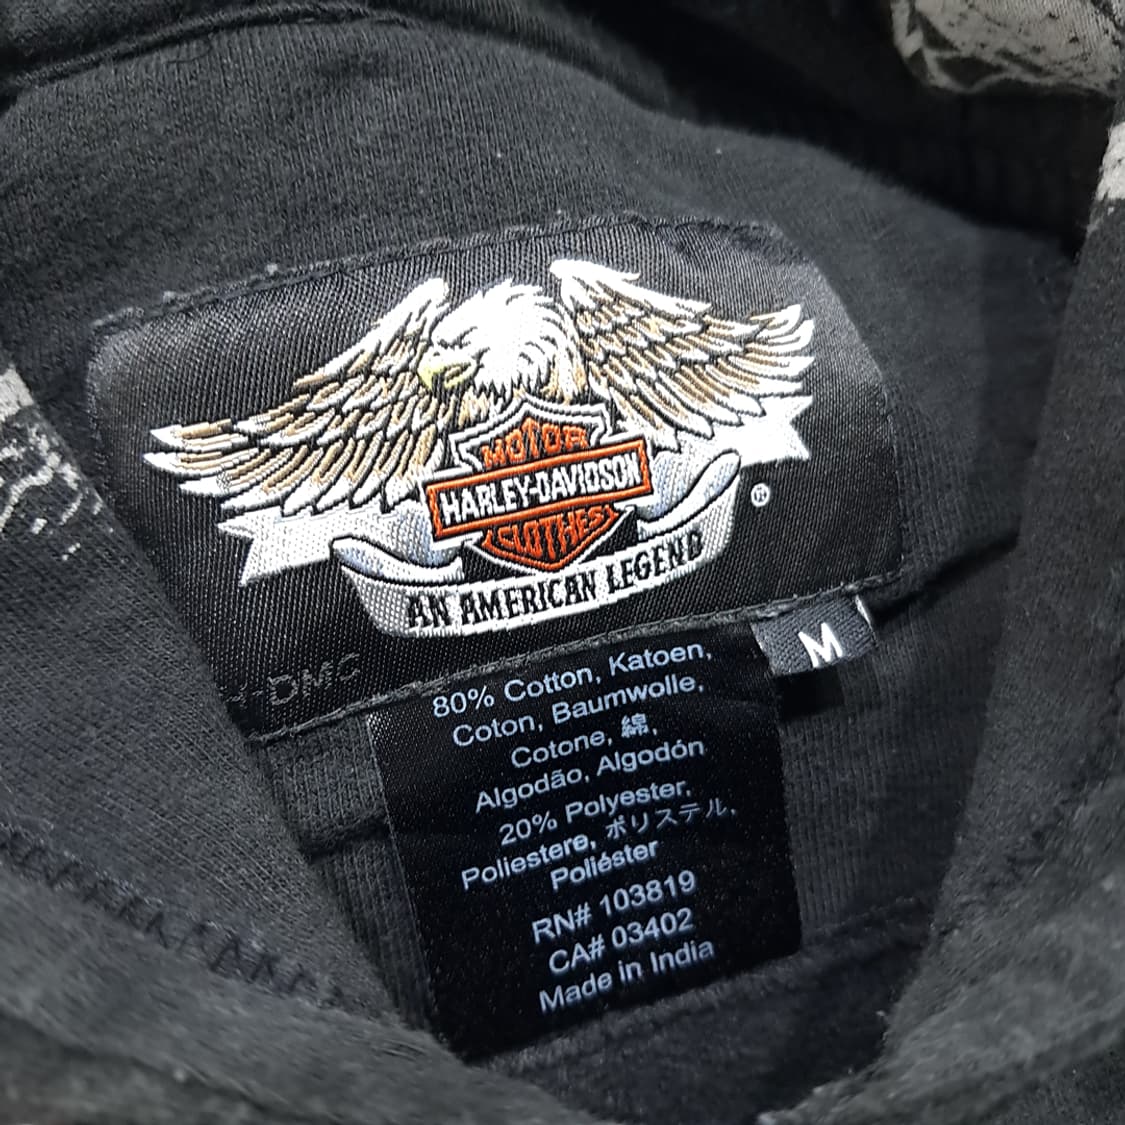 MOTOR
HARLEY-DAVIDSON
CLOTHES
®
AN AMERICAN LEGEND
M
H-DMC
80% Cotton, Katoen,
Coton, Baumwolle,
Cotone, 綿,
Algodão, Algodón
20% Polyester,
Poliestere, ポリステル,
Poliéster
RN# 103819
CA# 03402
Made in India